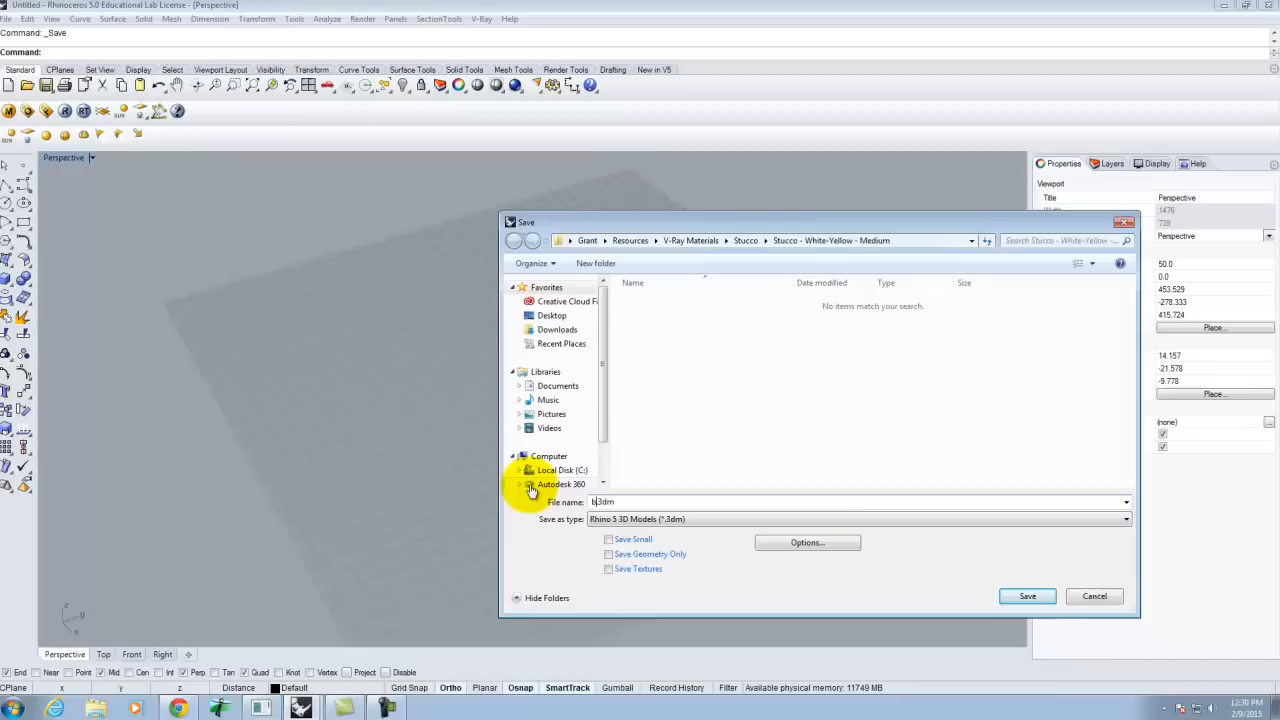 Untitled - Rhinoceros 5.0 Educational Lab License - [Perspective]
File Edit View Curve Surface Solid Mesh Dimension Transform Tools Analyze Render Panels SectionTools V-Ray Help
Command: _Save
Command:
Standard CPlanes Set View Display Select Viewport Layout Visibility Transform Curve Tools Surface Tools Solid Tools Mesh Tools Render Tools Drafting New in V5
M R RT SUN
SUN
Perspective
Properties Layers Display Help
Viewport
Title Perspective
1476
739
Perspective
50.0
0.0
453.529
-278.333
415.724
Place...
14.157
-21.578
-9.778
Place...
(none)
Save
Grant Resources V-Ray Materials Stucco Stucco - White-Yellow - Medium Search Stucco - White-Yellow -...
Organize New folder
Name Date modified Type Size
No items match your search.
Favorites
Creative Cloud Fi
Desktop
Downloads
Recent Places
Libraries
Documents
Music
Pictures
Videos
Computer
Local Disk (C:)
Autodesk 360
File name: b.3dm
Save as type: Rhino 5 3D Models (*.3dm)
Save Small
Save Geometry Only
Save Textures
Options...
Hide Folders Save Cancel
z
y
x
Perspective Top Front Right
End Near Point Mid Cen Int Perp Tan Quad Knot Vertex Project Disable
CPlane x y z Distance Default Grid Snap Ortho Planar Osnap SmartTrack Gumball Record History Filter Available physical memory: 11749 MB
12:30 PM
2/9/2015